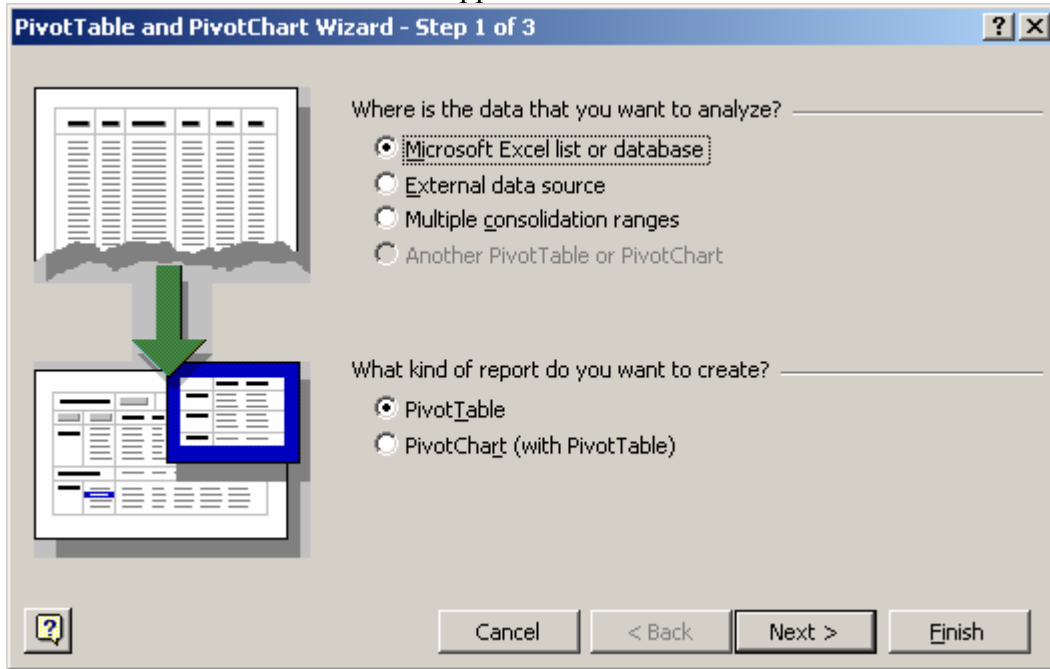 PivotTable and PivotChart Wizard - Step 1 of 3
Where is the data that you want to analyze?
Microsoft Excel list or database
External data source
Multiple consolidation ranges
Another PivotTable or PivotChart
What kind of report do you want to create?
PivotTable
PivotChart (with PivotTable)
Cancel < Back Next > Finish